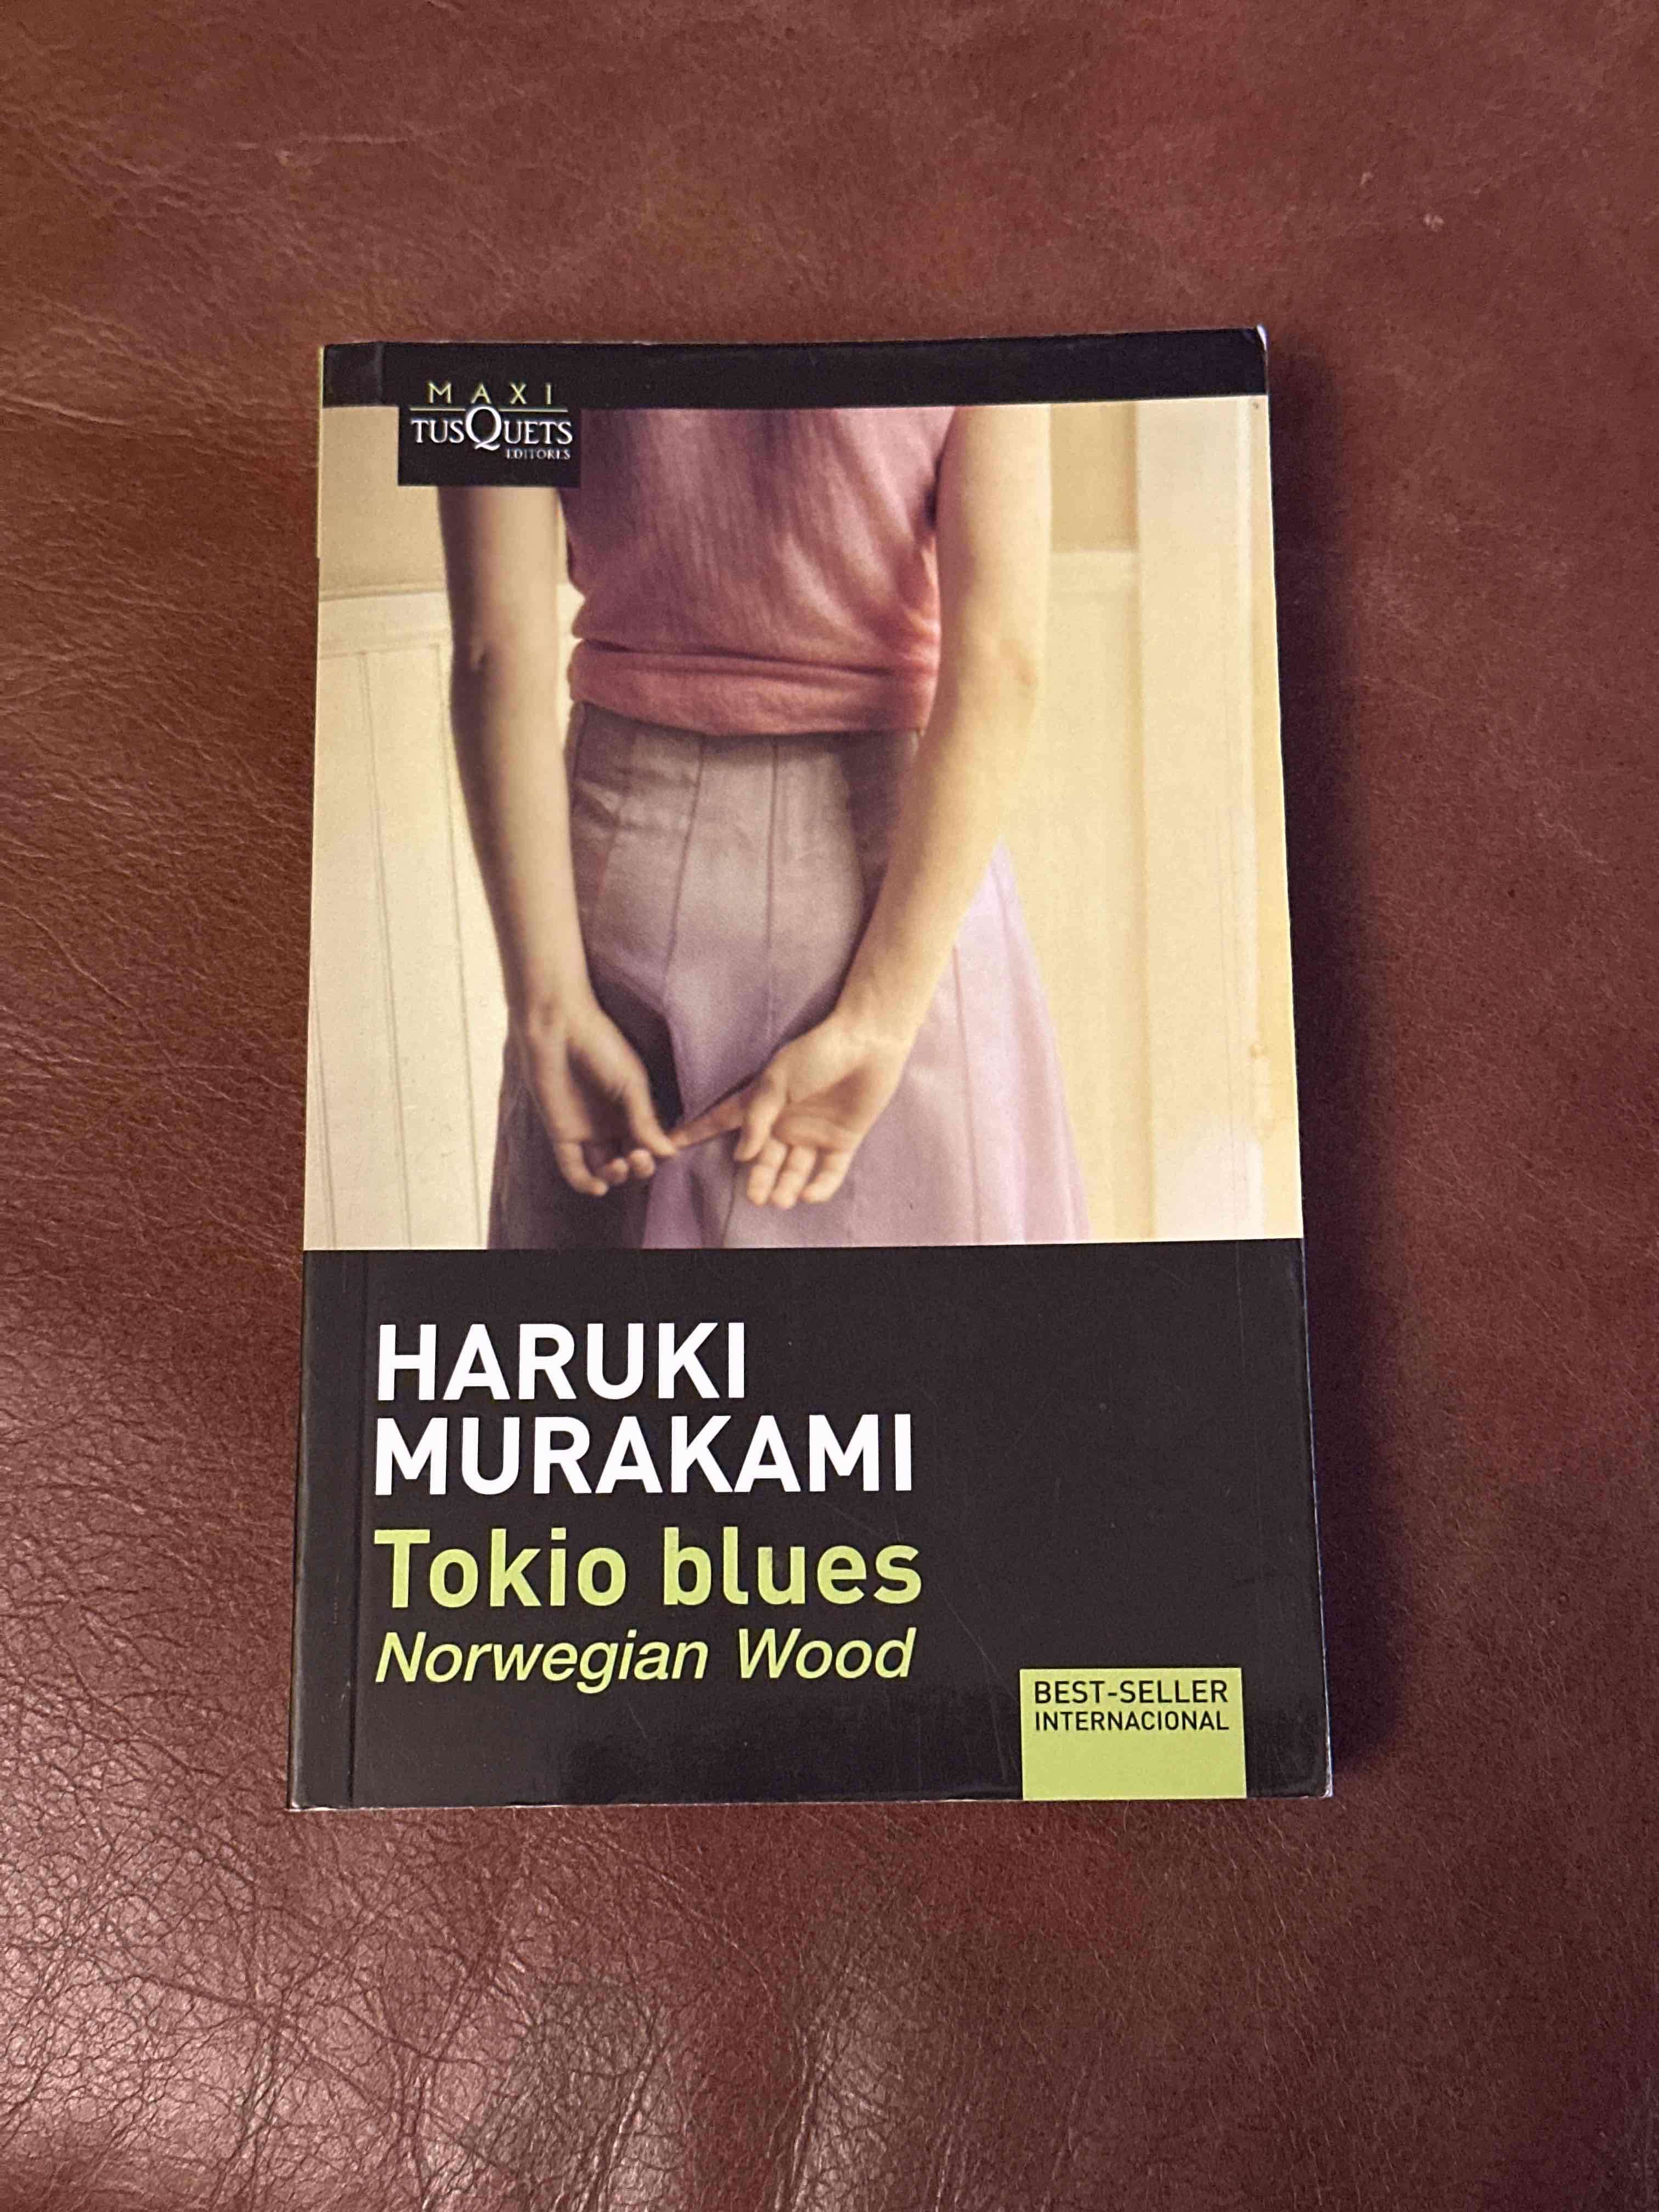 MAXI
TUSQUETS
EDITORES
HARUKI
MURAKAMI
Tokio blues
Norwegian Wood
BEST-SELLER
INTERNACIONAL